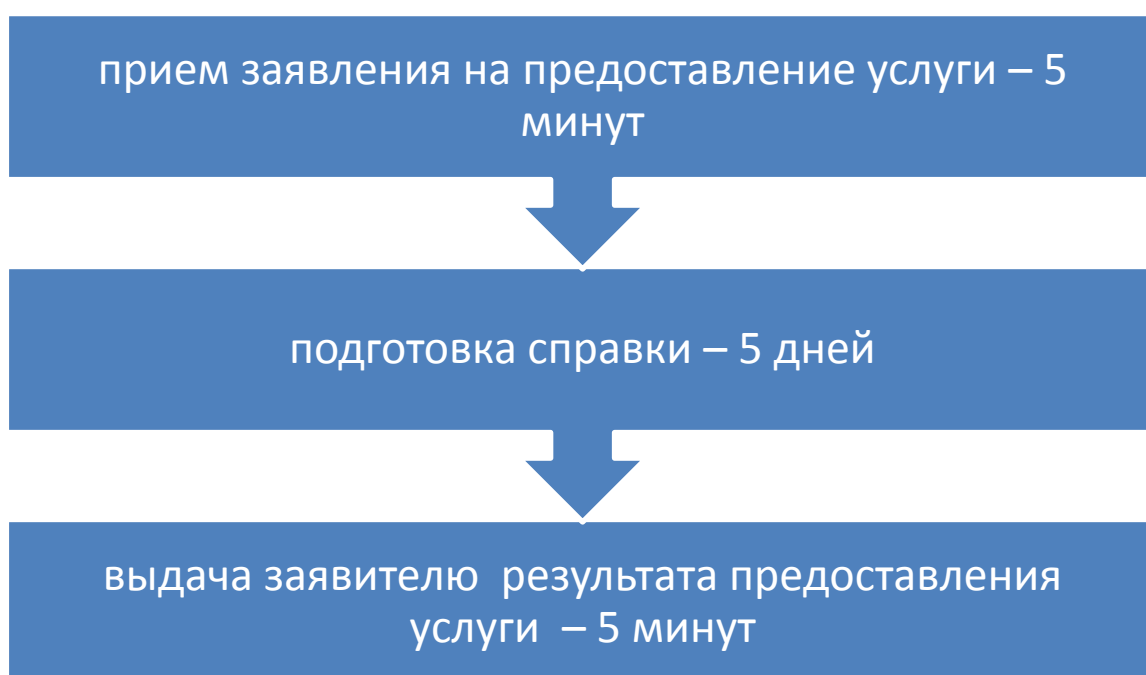 прием заявления на предоставление услуги – 5
минут
подготовка справки – 5 дней
выдача заявителю  результата предоставления
услуги  – 5 минут